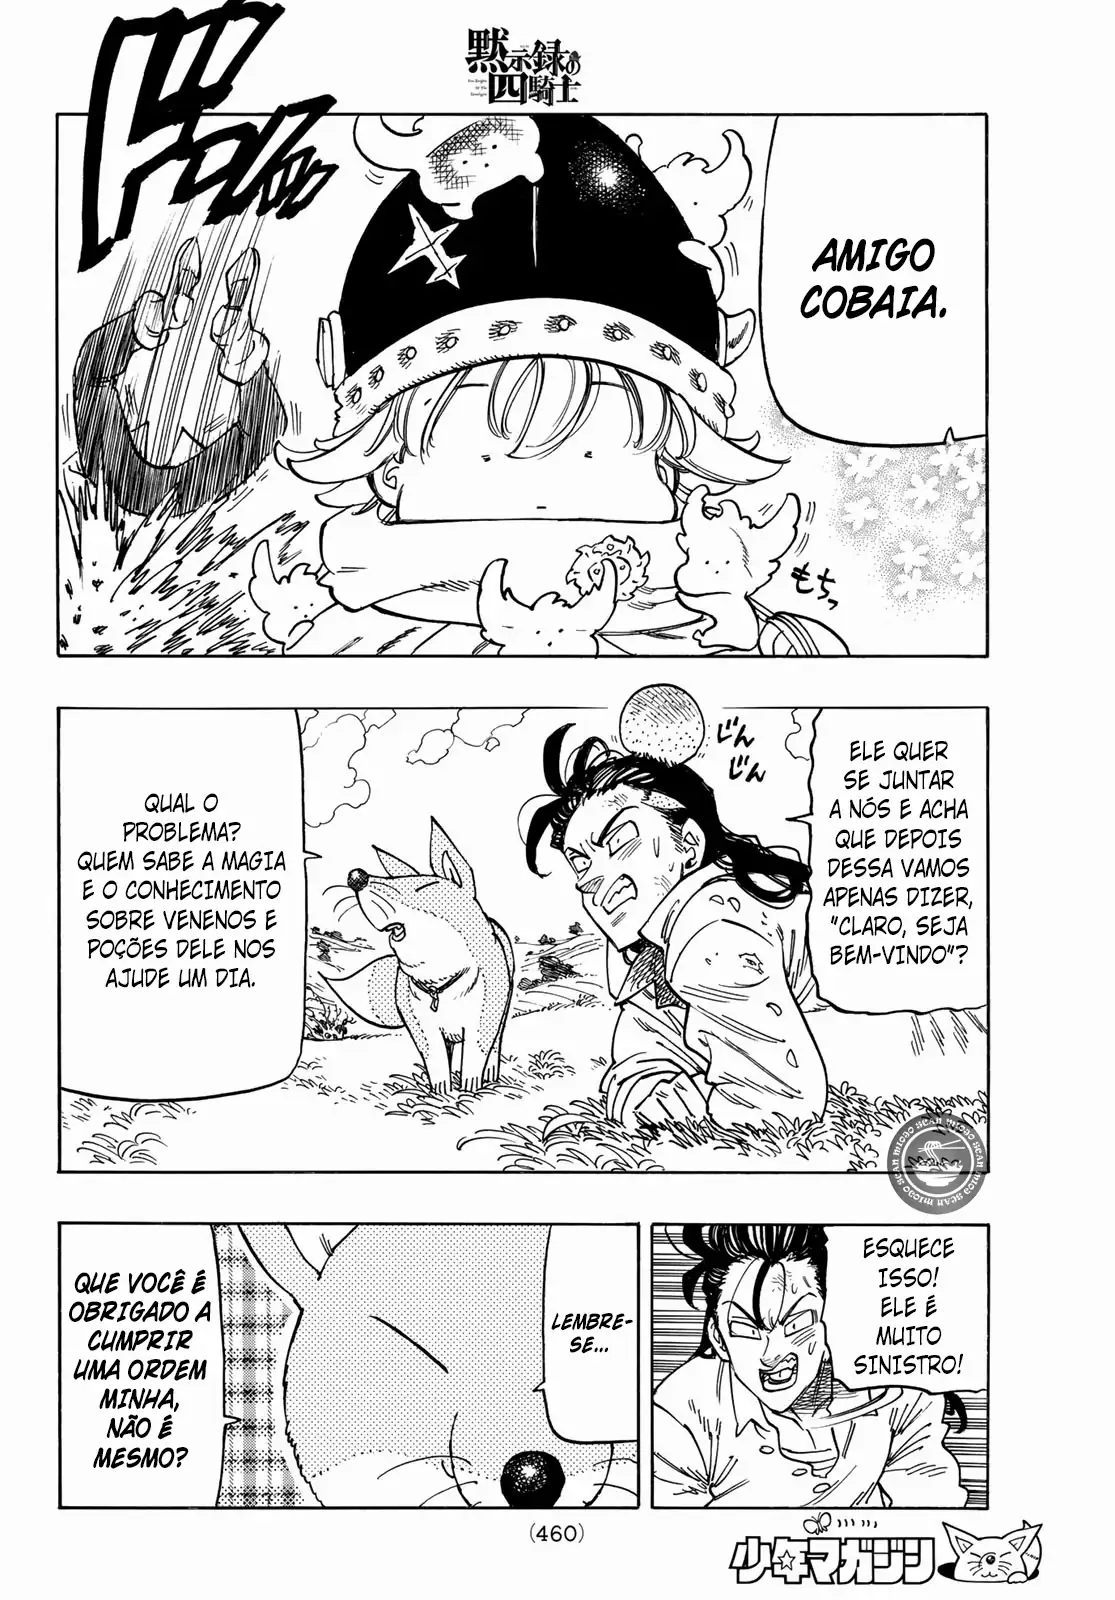 黙示録の
四騎士
AMIGO
COBAIA.
もちっ
ELE QUER
SE JUNTAR
A NÓS E ACHA
QUE DEPOIS
DESSA VAMOS
APENAS DIZER,
"CLARO, SEJA
BEM-VINDO"?
じん
じん
QUAL O
PROBLEMA?
QUEM SABE A MAGIA
E O CONHECIMENTO
SOBRE VENENOS E
POÇÕES DELE NOS
AJUDE UM DIA.
ESQUECE
ISSO!
ELE É
MUITO
SINISTRO!
LEMBRE-
SE...
QUE VOCÊ É
OBRIGADO A
CUMPRIR
UMA ORDEM
MINHA,
NÃO É
MESMO?
(460)
少年マガジン